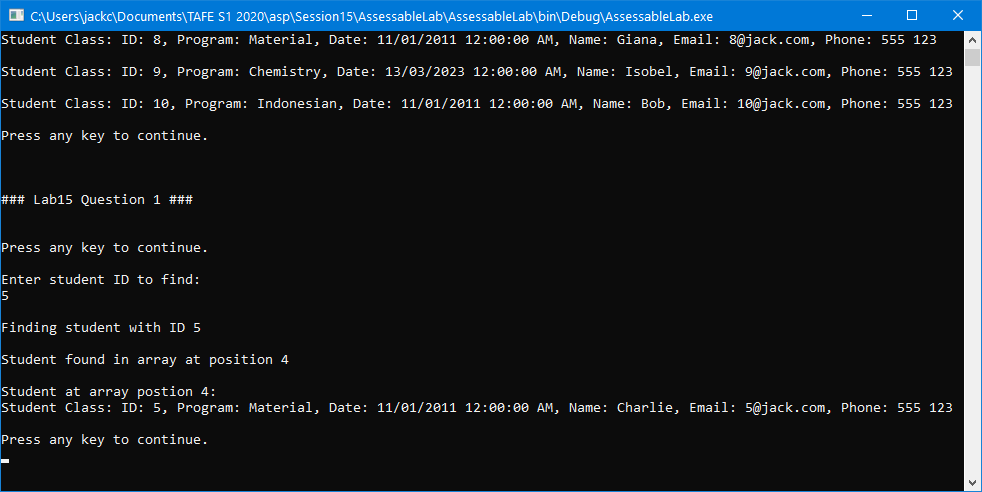 C:\Users\jackc\Documents\TAFE S1 2020\asp\Session15\AssessableLab\AssessableLab\bin\Debug\AssessableLab.exe
Student Class: ID: 8, Program: Material, Date: 11/01/2011 12:00:00 AM, Name: Giana, Email: 8@jack.com, Phone: 555 123
Student Class: ID: 9, Program: Chemistry, Date: 13/03/2023 12:00:00 AM, Name: Isobel, Email: 9@jack.com, Phone: 555 123
Student Class: ID: 10, Program: Indonesian, Date: 11/01/2011 12:00:00 AM, Name: Bob, Email: 10@jack.com, Phone: 555 123
Press any key to continue.
### Lab15 Question 1 ###
Press any key to continue.
Enter student ID to find:
5
Finding student with ID 5
Student found in array at position 4
Student at array postion 4:
Student Class: ID: 5, Program: Material, Date: 11/01/2011 12:00:00 AM, Name: Charlie, Email: 5@jack.com, Phone: 555 123
Press any key to continue.